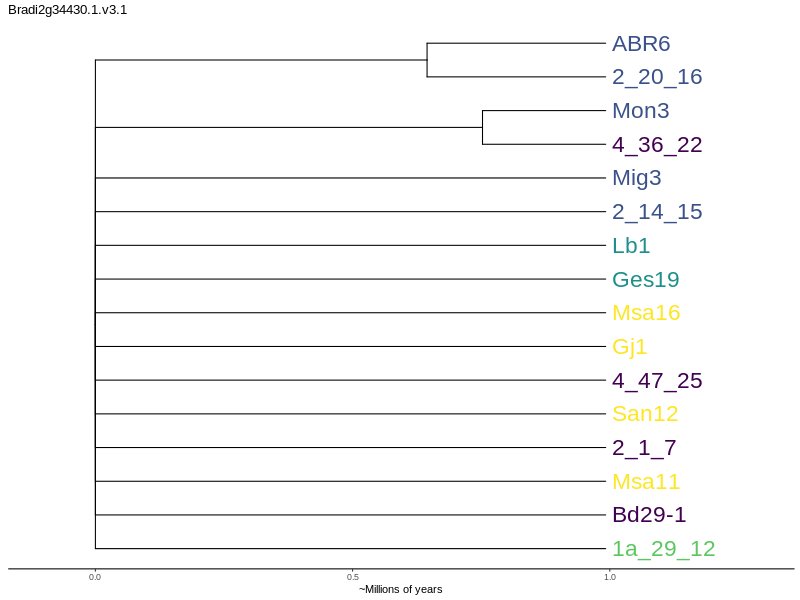 Bradi2g34430.1.v3.1
ABR6
2_20_16
Mon3
4_36_22
Mig3
2_14_15
Lb1
Ges19
Msa16
Gj1
4_47_25
San12
2_1_7
Msa11
Bd29-1
1a_29_12
0.0 0.5 1.0
~Millions of years